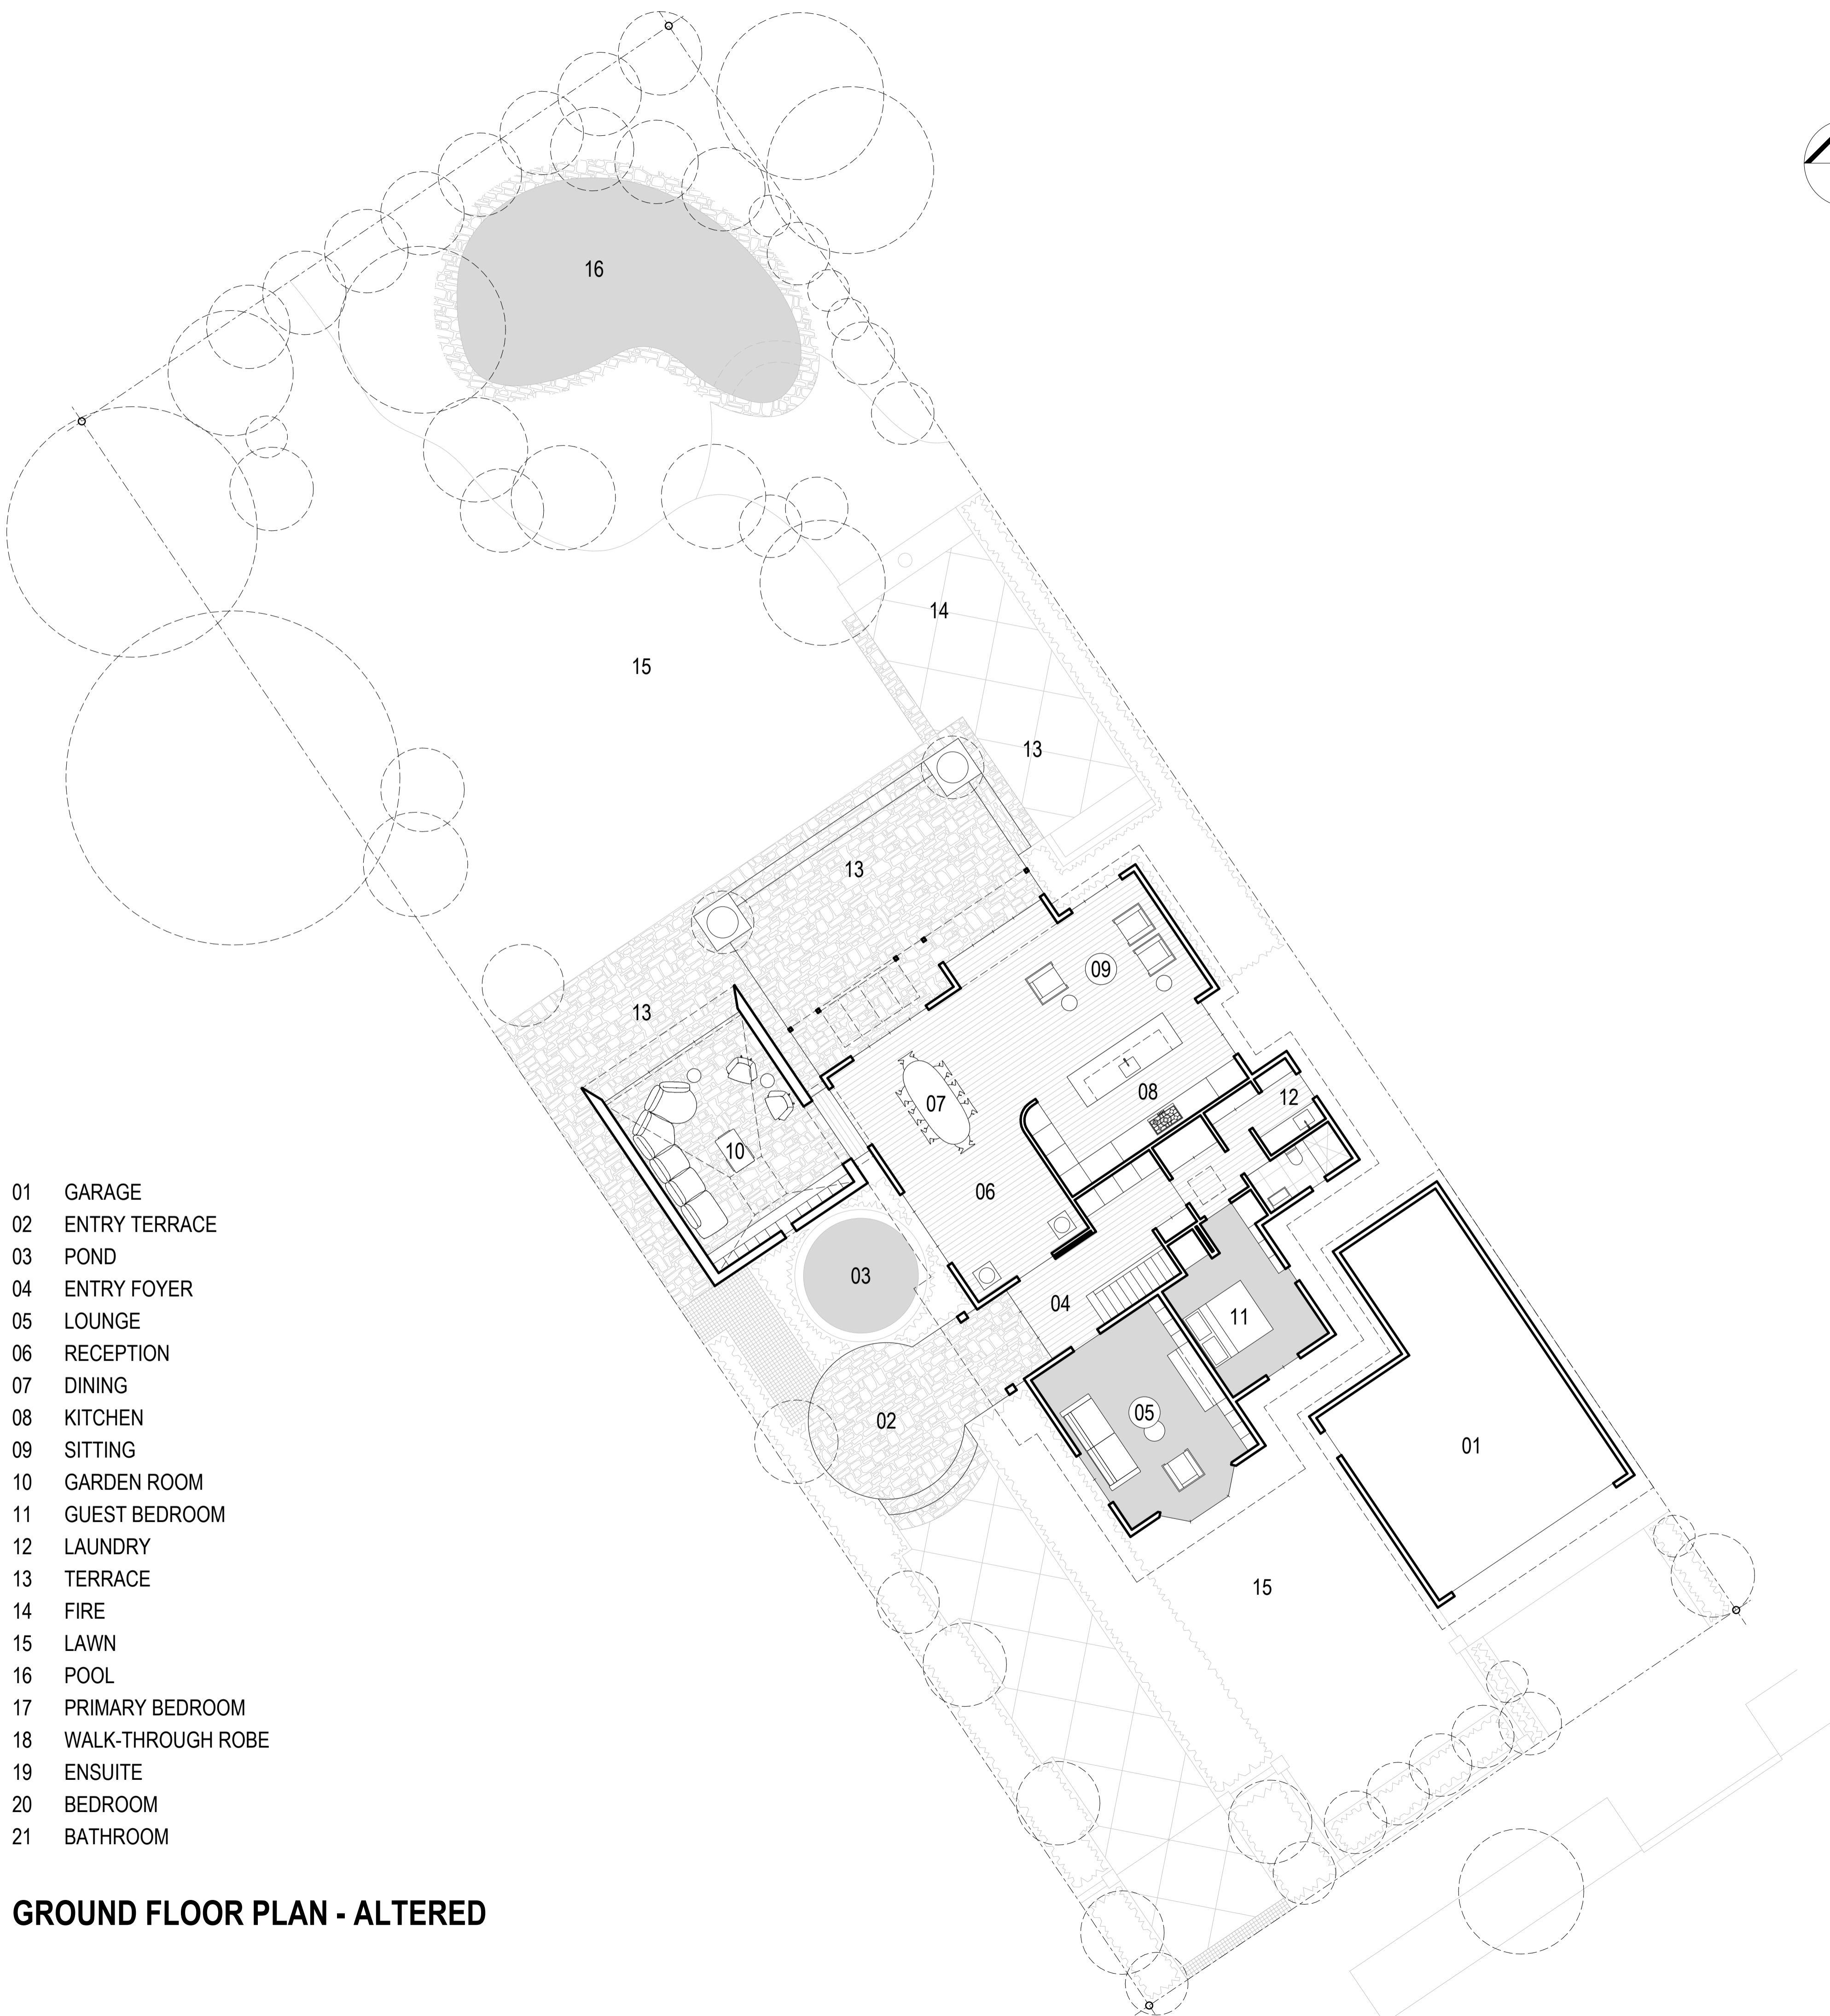 16
14
15
13
13
09
13
08
12
07
10
06
03
04
11
05
02
01
15
01 GARAGE
02 ENTRY TERRACE
03 POND
04 ENTRY FOYER
05 LOUNGE
06 RECEPTION
07 DINING
08 KITCHEN
09 SITTING
10 GARDEN ROOM
11 GUEST BEDROOM
12 LAUNDRY
13 TERRACE
14 FIRE
15 LAWN
16 POOL
17 PRIMARY BEDROOM
18 WALK-THROUGH ROBE
19 ENSUITE
20 BEDROOM
21 BATHROOM
GROUND FLOOR PLAN - ALTERED